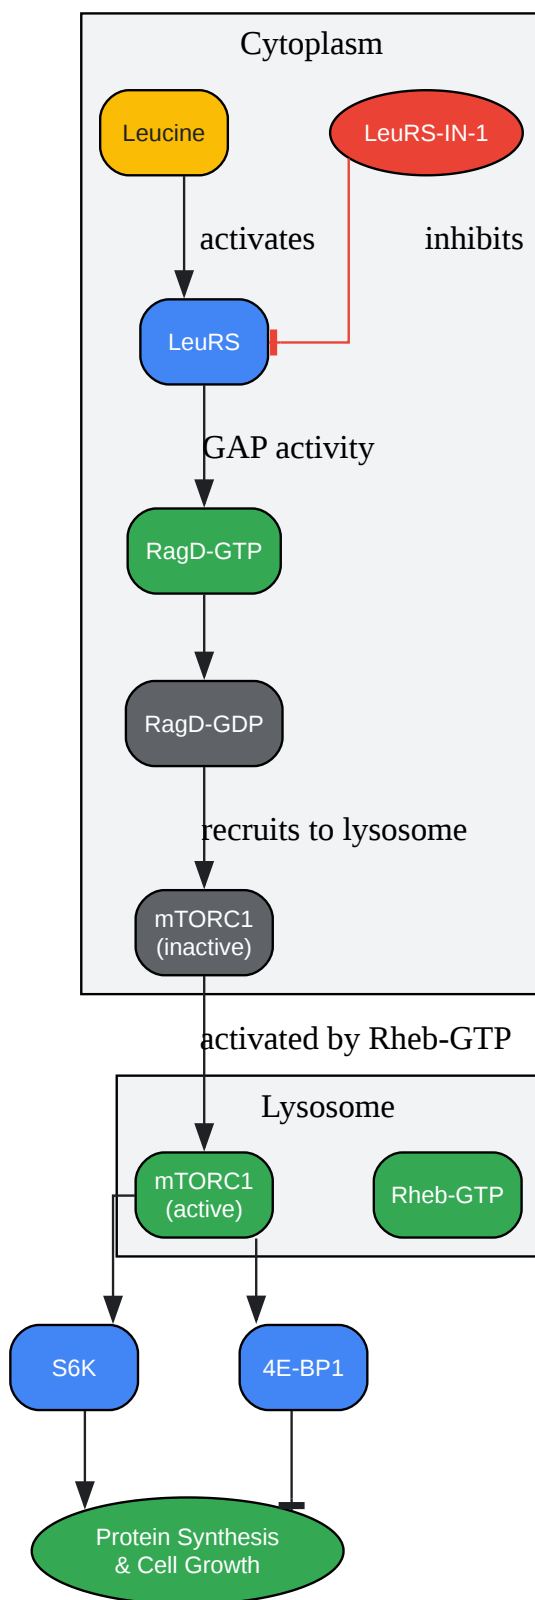 Cytoplasm
Leucine
LeuRS-IN-1
activates
inhibits
LeuRS
GAP activity
RagD-GTP
RagD-GDP
recruits to lysosome
mTORC1
(inactive)
activated by Rheb-GTP
Lysosome
mTORC1
(active)
Rheb-GTP
S6K
4E-BP1
Protein Synthesis
& Cell Growth